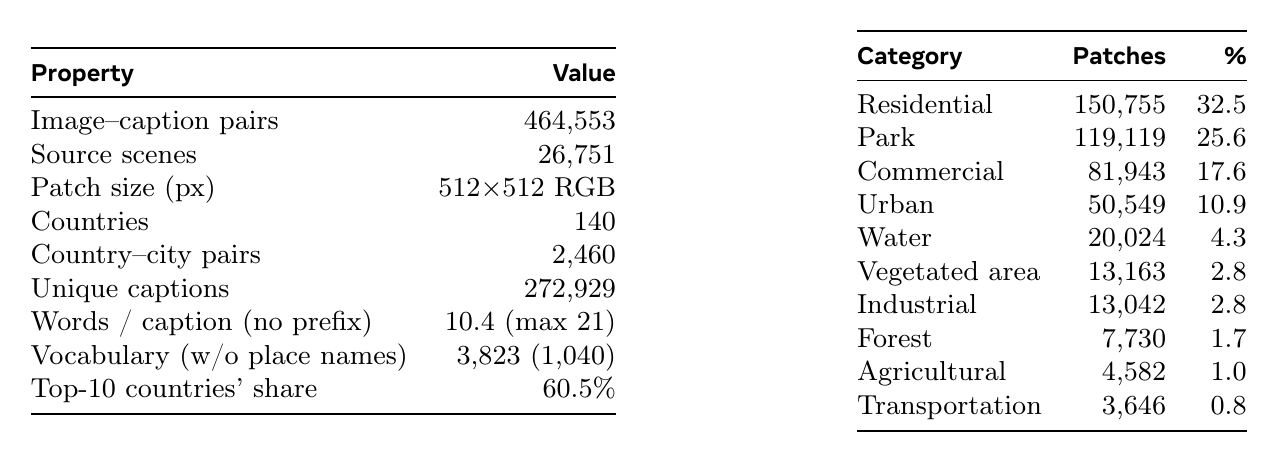 Property Value
Image–caption pairs 464,553
Source scenes 26,751
Patch size (px) 512×512 RGB
Countries 140
Country–city pairs 2,460
Unique captions 272,929
Words / caption (no prefix) 10.4 (max 21)
Vocabulary (w/o place names) 3,823 (1,040)
Top-10 countries’ share 60.5%
Category Patches %
Residential 150,755 32.5
Park 119,119 25.6
Commercial 81,943 17.6
Urban 50,549 10.9
Water 20,024 4.3
Vegetated area 13,163 2.8
Industrial 13,042 2.8
Forest 7,730 1.7
Agricultural 4,582 1.0
Transportation 3,646 0.8